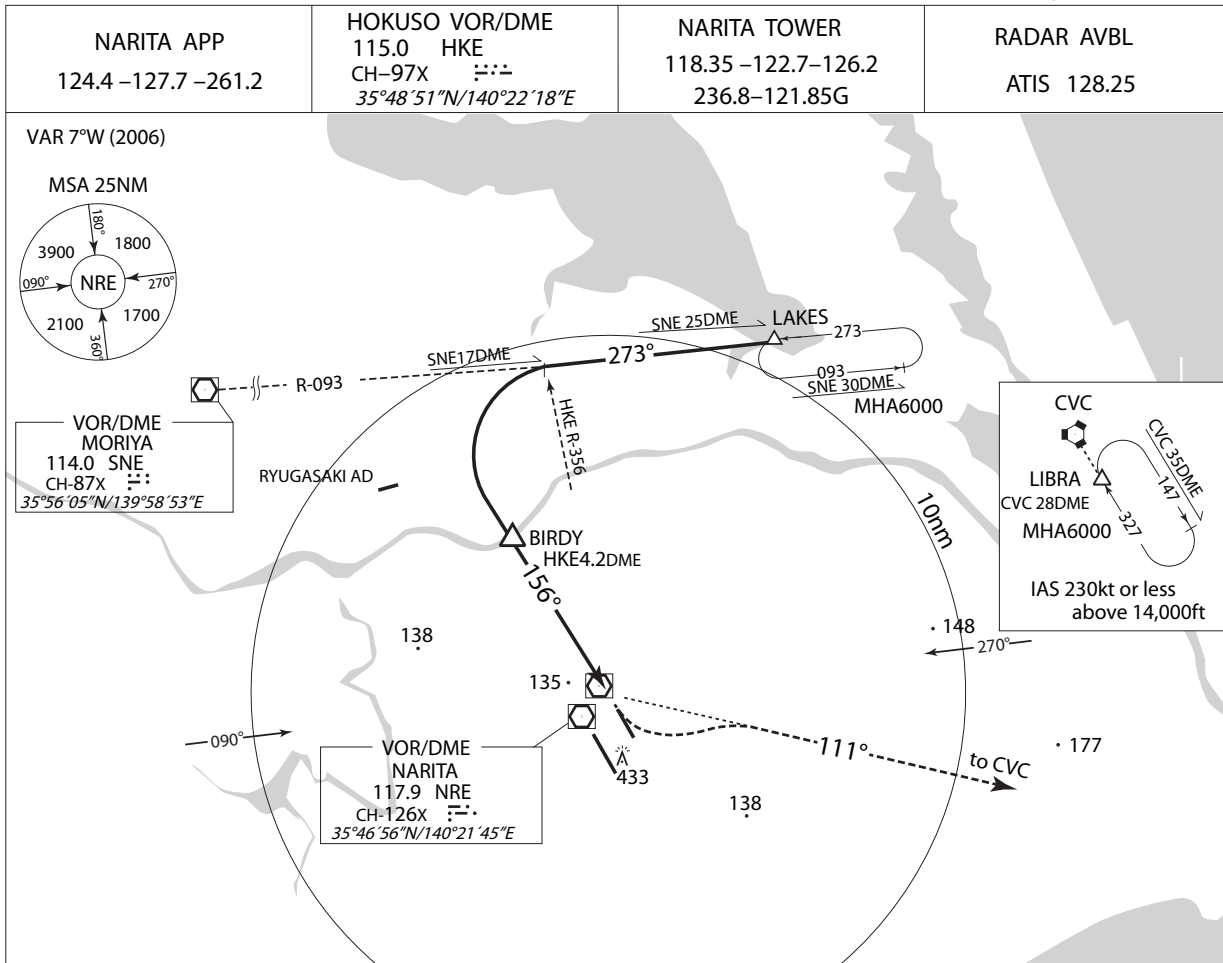 NARITA APP
124.4 –127.7 –261.2
HOKUSO VOR/DME
115.0 HKE
CH–97X
35°48´51˝N/140°22´18˝E
NARITA TOWER
118.35 –122.7–126.2
236.8–121.85G
RADAR AVBL
ATIS 128.25
VAR 7°W (2006)
MSA 25NM
180°
3900
1800
090°
NRE
270°
2100
1700
360°
SNE 25DME
LAKES
273
SNE17DME
273°
093
SNE 30DME
MHA6000
R-093
HKE R-356
VOR/DME
MORIYA
114.0 SNE
CH-87X
35°56´05˝N/139°58´53˝E
RYUGASAKI AD
CVC
CVC 35DME
LIBRA
147
CVC 28DME
327
MHA6000
IAS 230kt or less
above 14,000ft
10nm
BIRDY
HKE4.2DME
156°
138
148
270°
135
090°
VOR/DME
NARITA
117.9 NRE
CH-126X
35°46´56˝N/140°21´45˝E
433
111°
to CVC
177
138